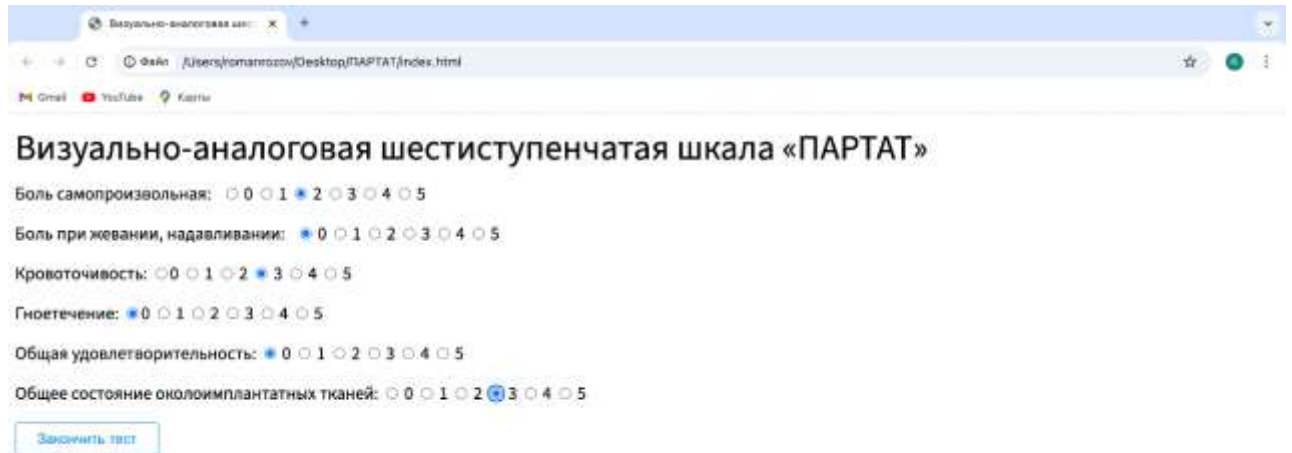 Визуально-аналоговая шес
Файл /Users/romanrozov/Desktop/ПАРТАТ/index.html
Gmail YouTube Карты
Визуально-аналоговая шестиступенчатая шкала «ПАРТАТ»
Боль самопроизвольная: 0 1 2 3 4 5
Боль при жевании, надавливании: 0 1 2 3 4 5
Кровоточивость: 0 1 2 3 4 5
Гноетечение: 0 1 2 3 4 5
Общая удовлетворительность: 0 1 2 3 4 5
Общее состояние околоимплантатных тканей: 0 1 2 3 4 5
Закончить тест